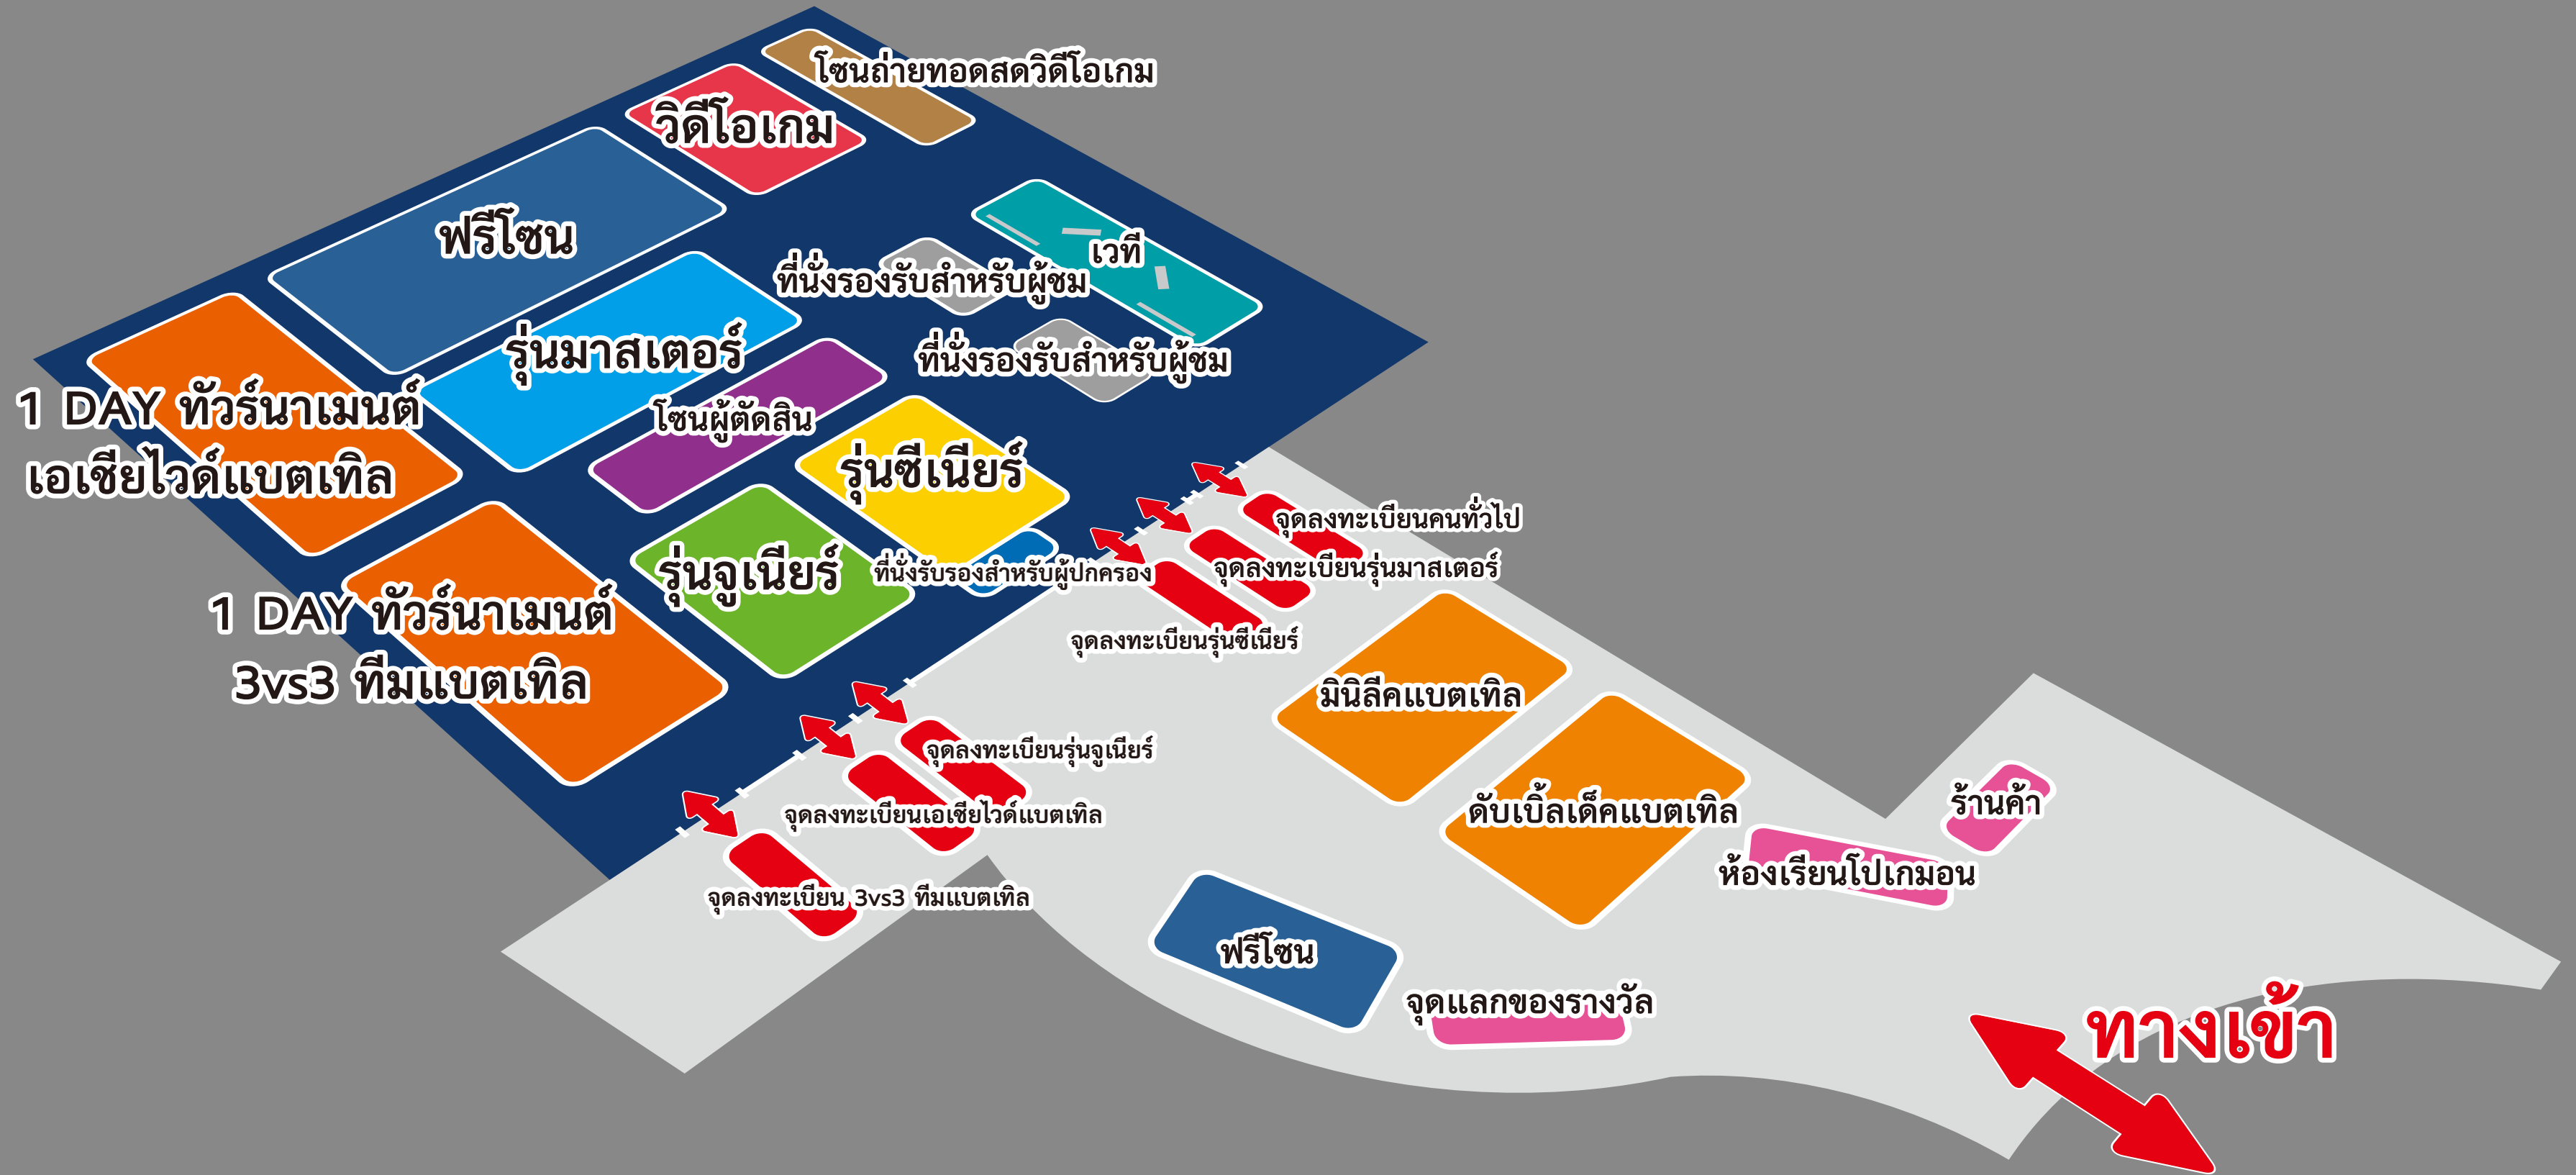 โซนถ่ายทอดสดวิดีโอเกม
วิดีโอเกม
ฟรีโซน
เวที
ที่นั่งรองรับสำหรับผู้ชม
รุ่นมาสเตอร์
ที่นั่งรองรับสำหรับผู้ชม
1 DAY ทัวร์นาเมนต์
เอเชียไวด์แบตเทิล
โซนผู้ตัดสิน
รุ่นซีเนียร์
จุดลงทะเบียนคนทั่วไป
รุ่นจูเนียร์
ที่นั่งรับรองสำหรับผู้ปกครอง
จุดลงทะเบียนรุ่นมาสเตอร์
1 DAY ทัวร์นาเมนต์
3vs3 ทีมแบตเทิล
จุดลงทะเบียนรุ่นซีเนียร์
มินิลีคแบตเทิล
จุดลงทะเบียนรุ่นจูเนียร์
จุดลงทะเบียนเอเชียไวด์แบตเทิล
ดับเบิ้ลเด็คแบตเทิล
ร้านค้า
ห้องเรียนโปเกมอน
จุดลงทะเบียน 3vs3 ทีมแบตเทิล
ฟรีโซน
จุดแลกของรางวัล
ทางเข้า